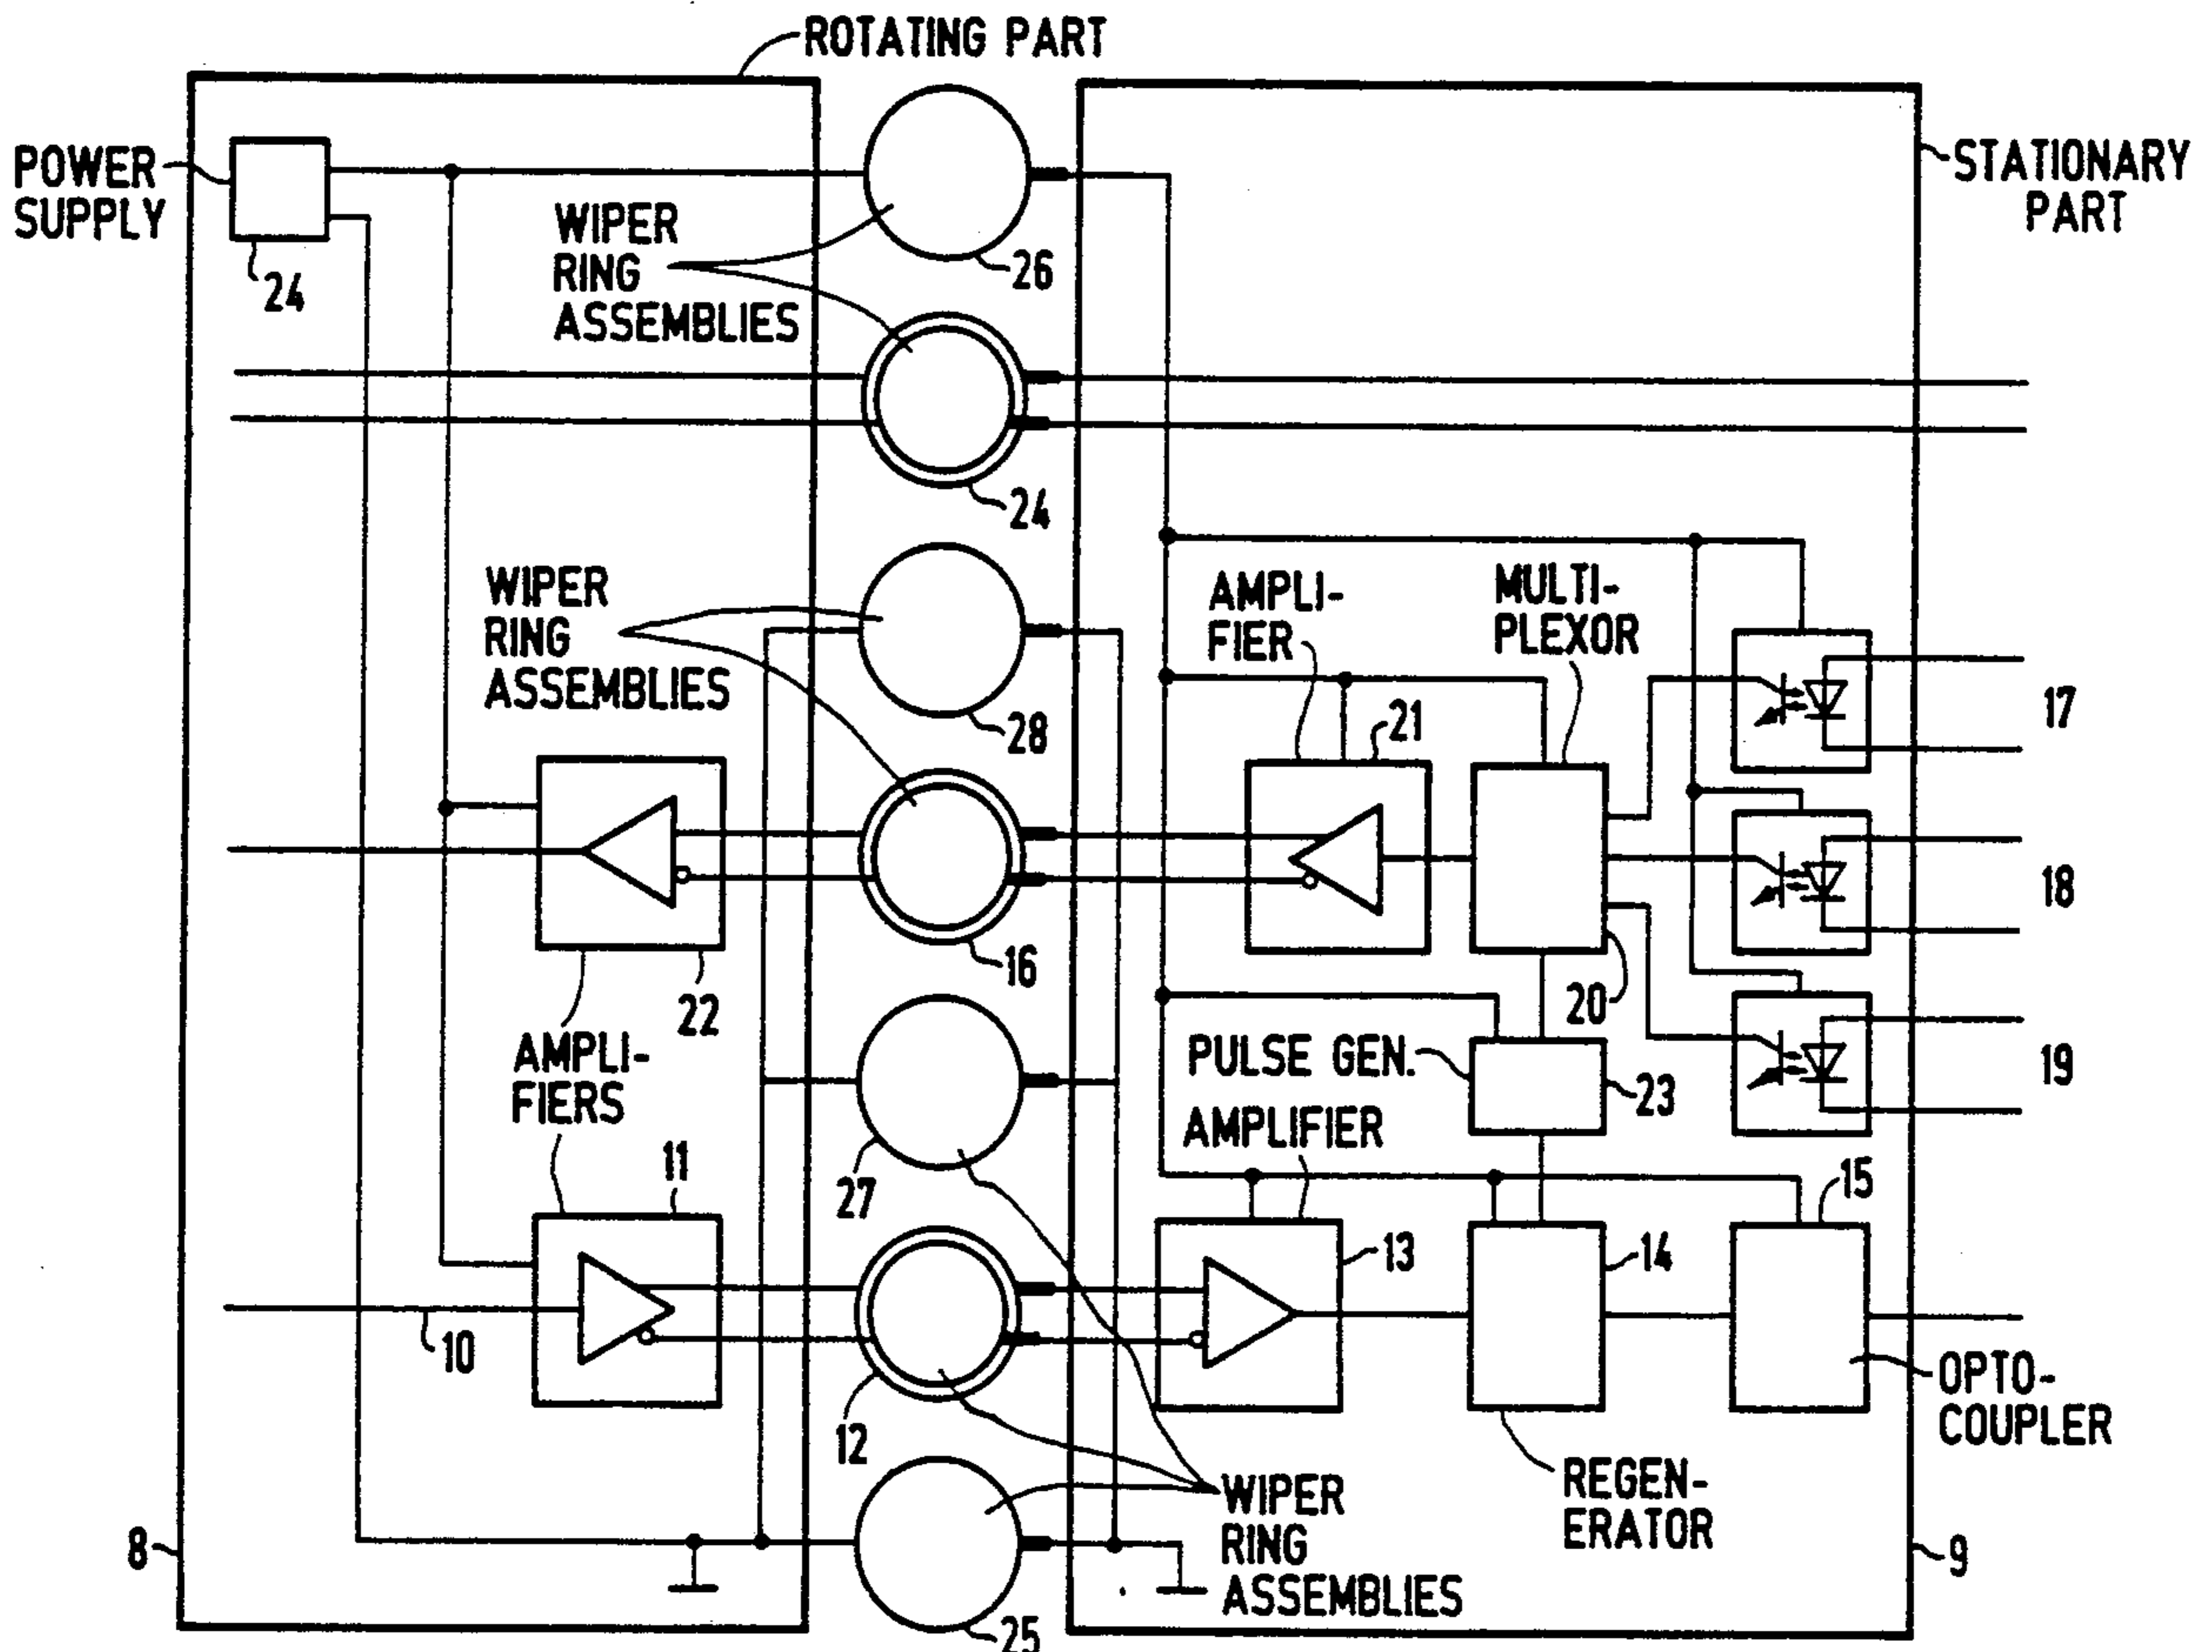 ROTATING PART
POWER
SUPPLY
24
WIPER
RING
ASSEMBLIES
26
STATIONARY
PART
24
WIPER
RING
ASSEMBLIES
28
AMPLI-
FIER
21
MULTI-
PLEXOR
17
18
22
16
20
AMPLI-
FIERS
PULSE GEN.
23
19
AMPLIFIER
11
27
15
13
14
10
12
OPTO-
COUPLER
REGEN-
ERATOR
WIPER
RING
ASSEMBLIES
8
9
25